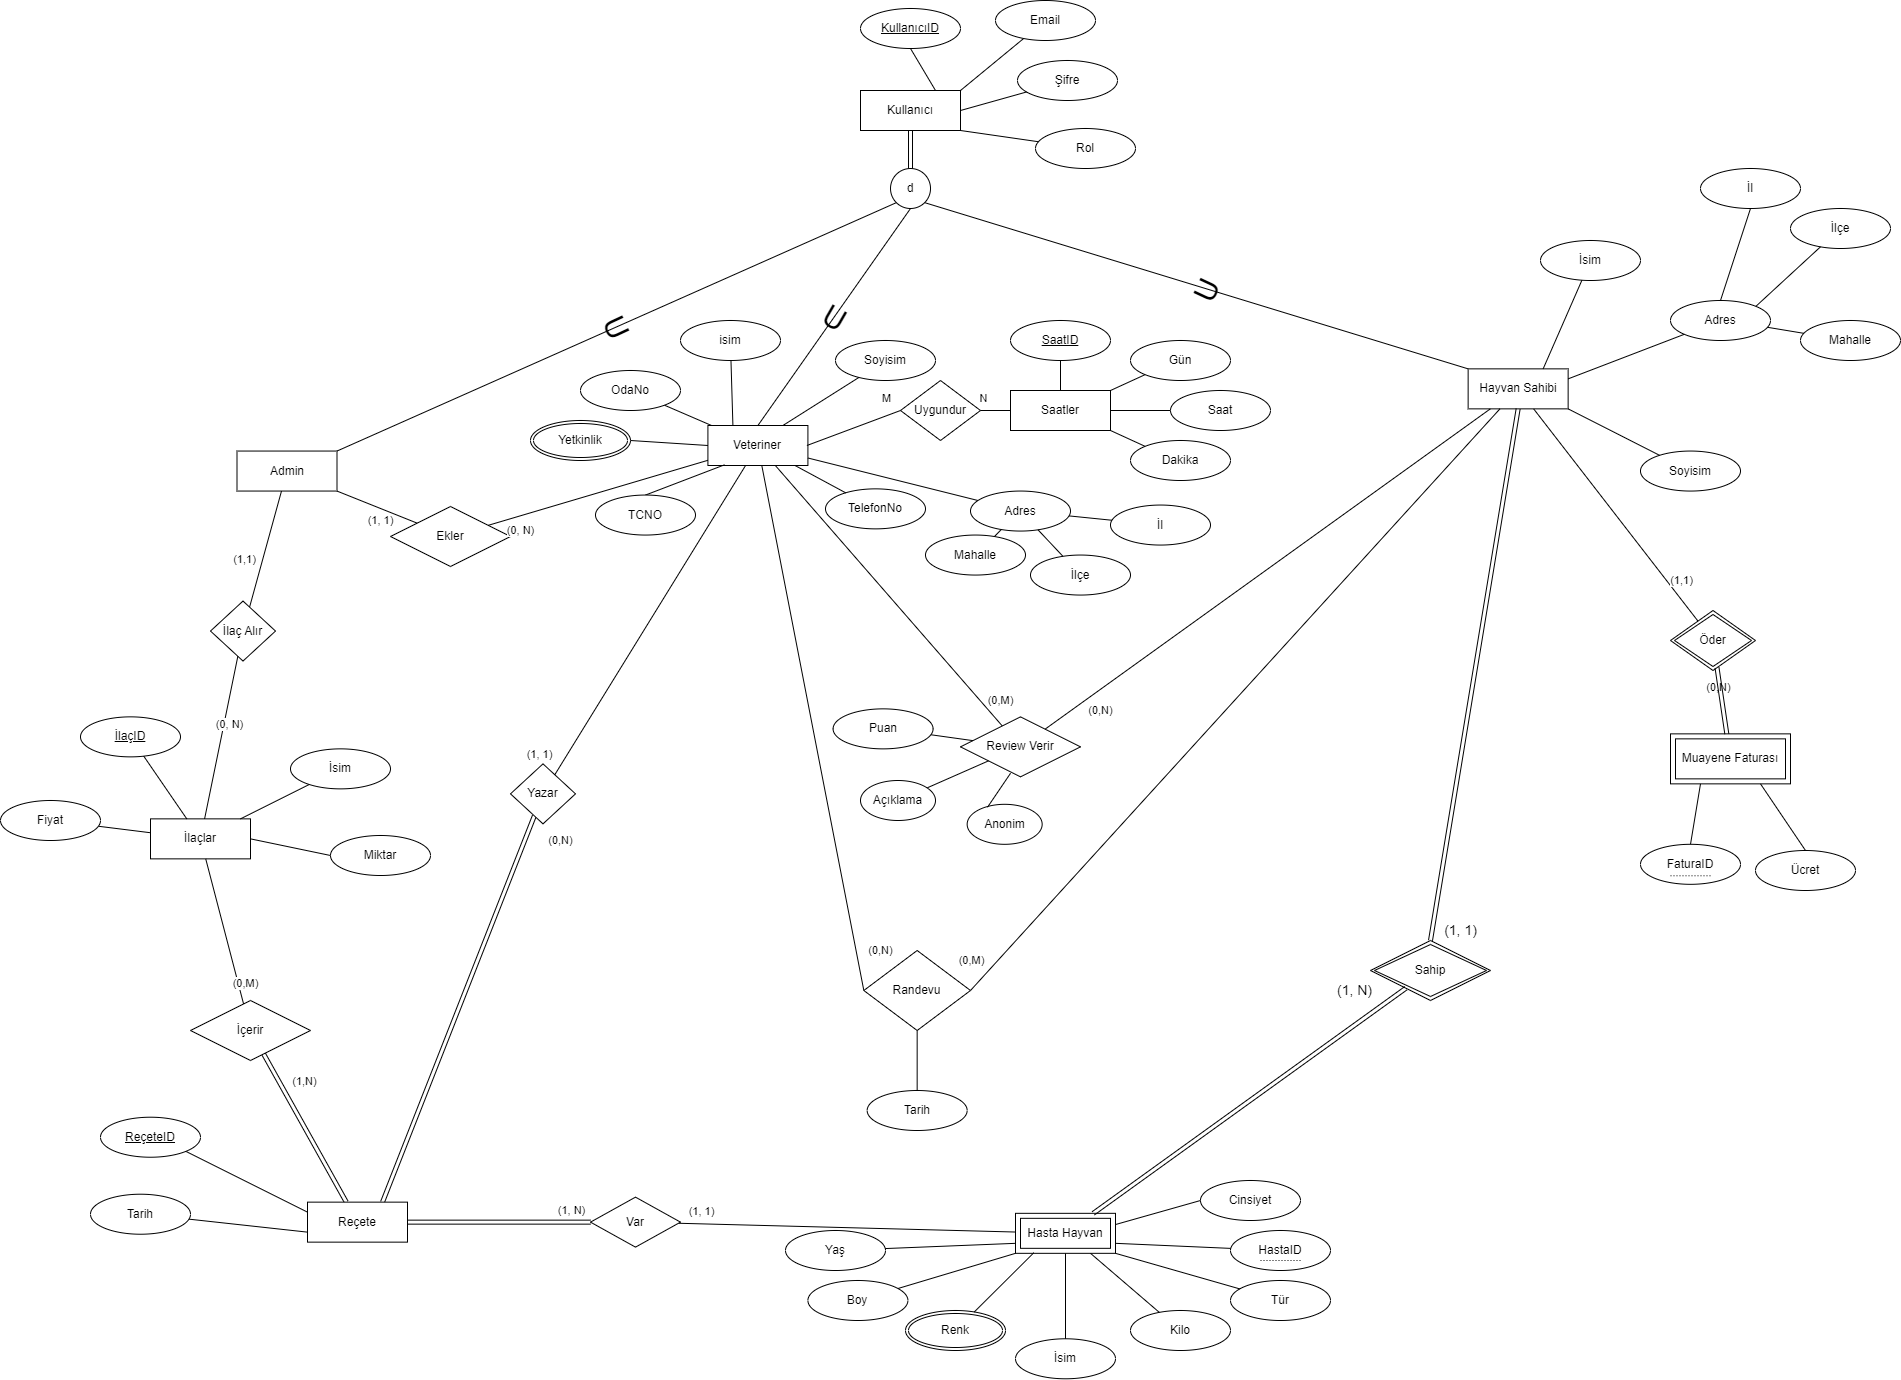 KullanıcıID
Email
Şifre
Kullanıcı
Rol
d
İl
İlçe
İsim
Adres
Mahalle
isim
Soyisim
SaatID
Gün
Hayvan Sahibi
OdaNo
M
Uygundur
N
Saatler
Saat
Yetkinlik
Veteriner
Dakika
Admin
Soyisim
TCNO
TelefonNo
Adres
İl
(1, 1)
Ekler
(0, N)
Mahalle
İlçe
(1,1)
(1,1)
İlaç Alır
Öder
(0,N)
(0, N)
(0,M)
(0,N)
İlaçID
Puan
Review Verir
(1, 1)
Muayene Faturası
İsim
Yazar
Açıklama
Fiyat
Anonim
İlaçlar
(0,N)
Miktar
FaturaID
Ücret
(1, 1)
(0,N)
(0,M)
Sahip
(0,M)
Randevu
(1, N)
İçerir
(1,N)
Tarih
ReçeteID
Cinsiyet
Tarih
(1, N)
(1, 1)
Reçete
Var
Hasta Hayvan
Yaş
HastaID
Boy
Tür
Renk
Kilo
İsim